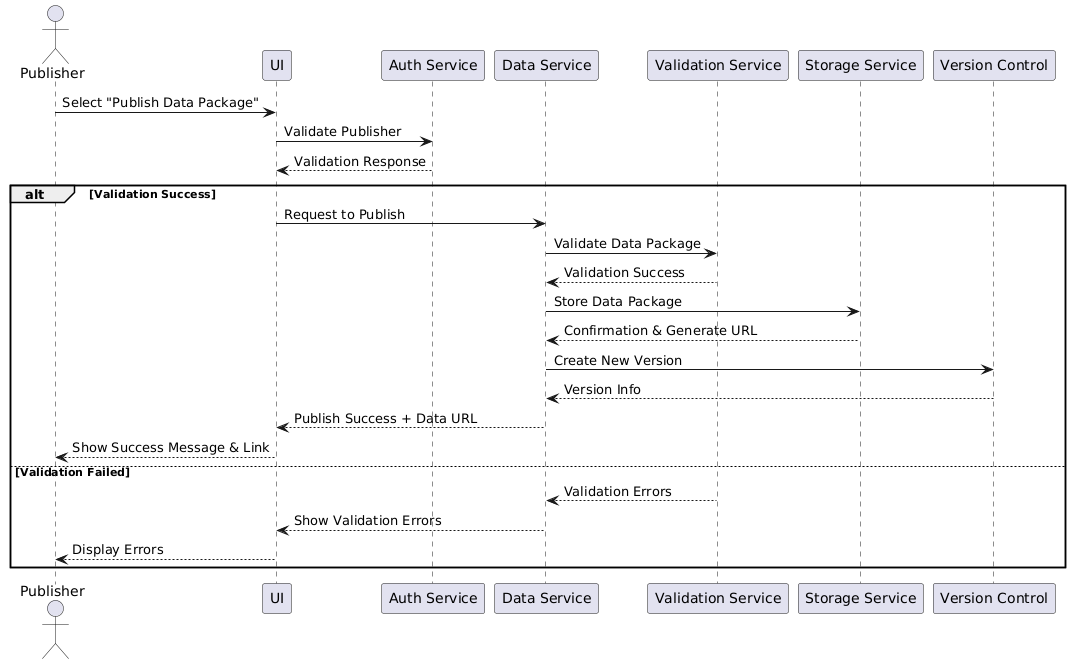 Publisher
UI
Auth Service
Data Service
Validation Service
Storage Service
Version Control
Select "Publish Data Package"
Validate Publisher
Validation Response
alt
[Validation Success]
Request to Publish
Validate Data Package
Validation Success
Store Data Package
Confirmation & Generate URL
Create New Version
Version Info
Publish Success + Data URL
Show Success Message & Link
[Validation Failed]
Validation Errors
Show Validation Errors
Display Errors
Publisher
UI
Auth Service
Data Service
Validation Service
Storage Service
Version Control